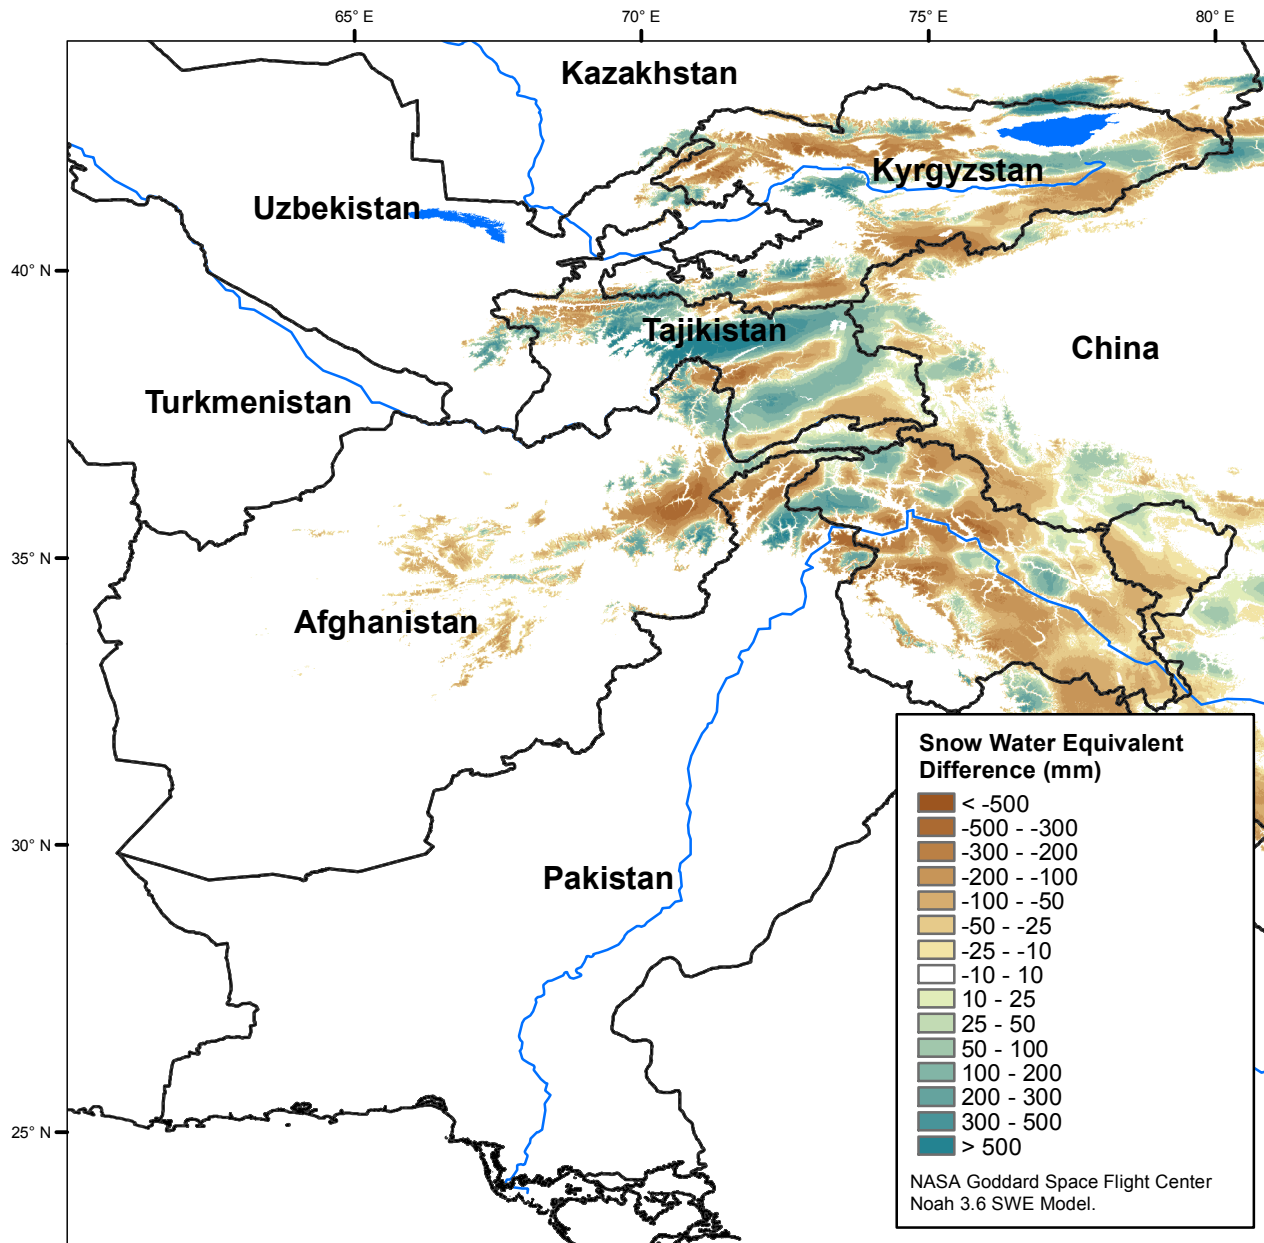 65° E
70° E
75° E
80° E
Kazakhstan
Kyrgyzstan
Uzbekistan
40° N
Tajikistan
China
Turkmenistan
35° N
Afghanistan
Snow Water Equivalent
Difference (mm)
< -500
-500 - -300
-300 - -200
-200 - -100
-100 - -50
-50 - -25
-25 - -10
-10 - 10
10 - 25
25 - 50
50 - 100
100 - 200
200 - 300
300 - 500
> 500
NASA Goddard Space Flight Center
Noah 3.6 SWE Model.
30° N
Pakistan
25° N